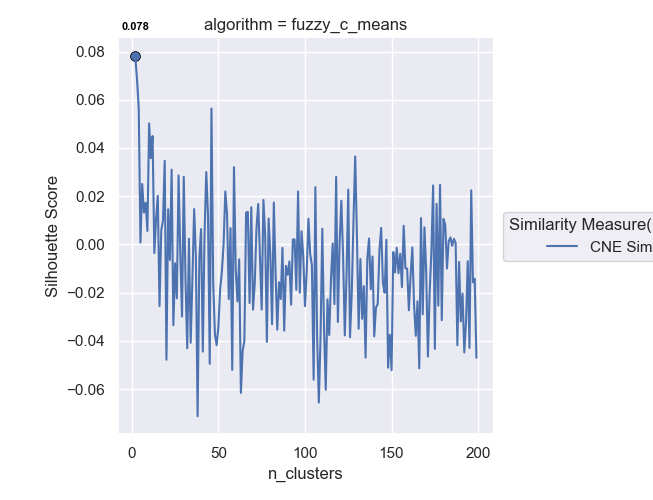 0.078
algorithm = fuzzy_c_means
0.08
0.06
0.04
0.02
0.00
−0.02
−0.04
−0.06
Silhouette Score
0
50
100
150
200
n_clusters
Similarity Measure(
CNE Sim